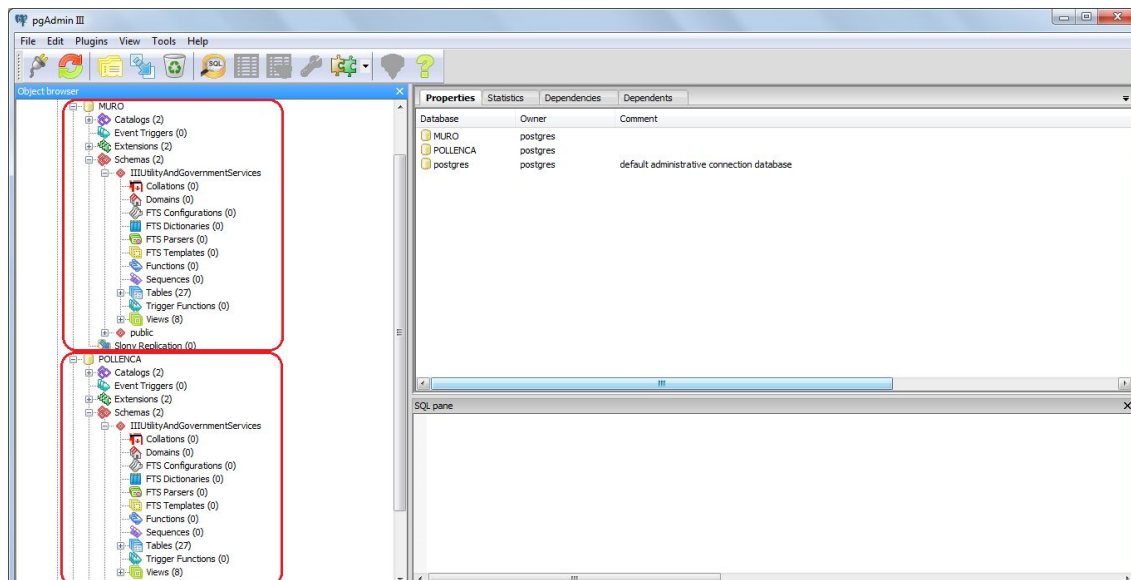 pgAdmin III
File Edit Plugins View Tools Help
SQL
Object browser
MURO
Catalogs (2)
Event Triggers (0)
Extensions (2)
Schemas (2)
IIIUtilityAndGovernmentServices
Collations (0)
Domains (0)
FTS Configurations (0)
FTS Dictionaries (0)
FTS Parsers (0)
FTS Templates (0)
Functions (0)
Sequences (0)
Tables (27)
Trigger Functions (0)
Views (8)
public
Slony Replication (0)
POLLENCA
Catalogs (2)
Event Triggers (0)
Extensions (2)
Schemas (2)
IIIUtilityAndGovernmentServices
Collations (0)
Domains (0)
FTS Configurations (0)
FTS Dictionaries (0)
FTS Parsers (0)
FTS Templates (0)
Functions (0)
Sequences (0)
Tables (27)
Trigger Functions (0)
Views (8)
Properties Statistics Dependencies Dependents
Database Owner Comment
MURO postgres
POLLENCA postgres
postgres postgres default administrative connection database
SQL pane